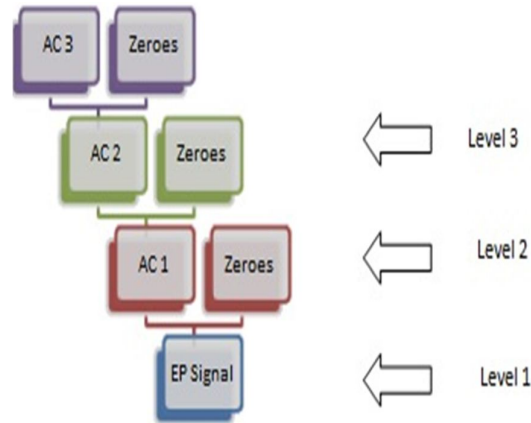 AC 3 Zeroes
AC 2 Zeroes
Level 3
AC 1 Zeroes
Level 2
EP Signal
Level 1